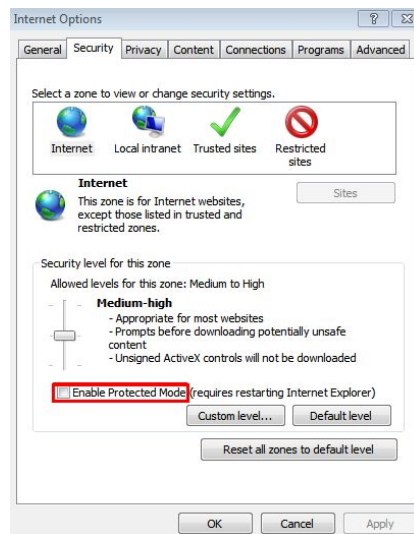 Internet Options
General Security Privacy Content Connections Programs Advanced
Select a zone to view or change security settings.
Internet Local intranet Trusted sites Restricted sites
Internet
This zone is for Internet websites,
except those listed in trusted and
restricted zones.
Sites
Security level for this zone
Allowed levels for this zone: Medium to High
Medium-high
- Appropriate for most websites
- Prompts before downloading potentially unsafe
content
- Unsigned ActiveX controls will not be downloaded
Enable Protected Mode (requires restarting Internet Explorer)
Custom level... Default level
Reset all zones to default level
OK Cancel Apply